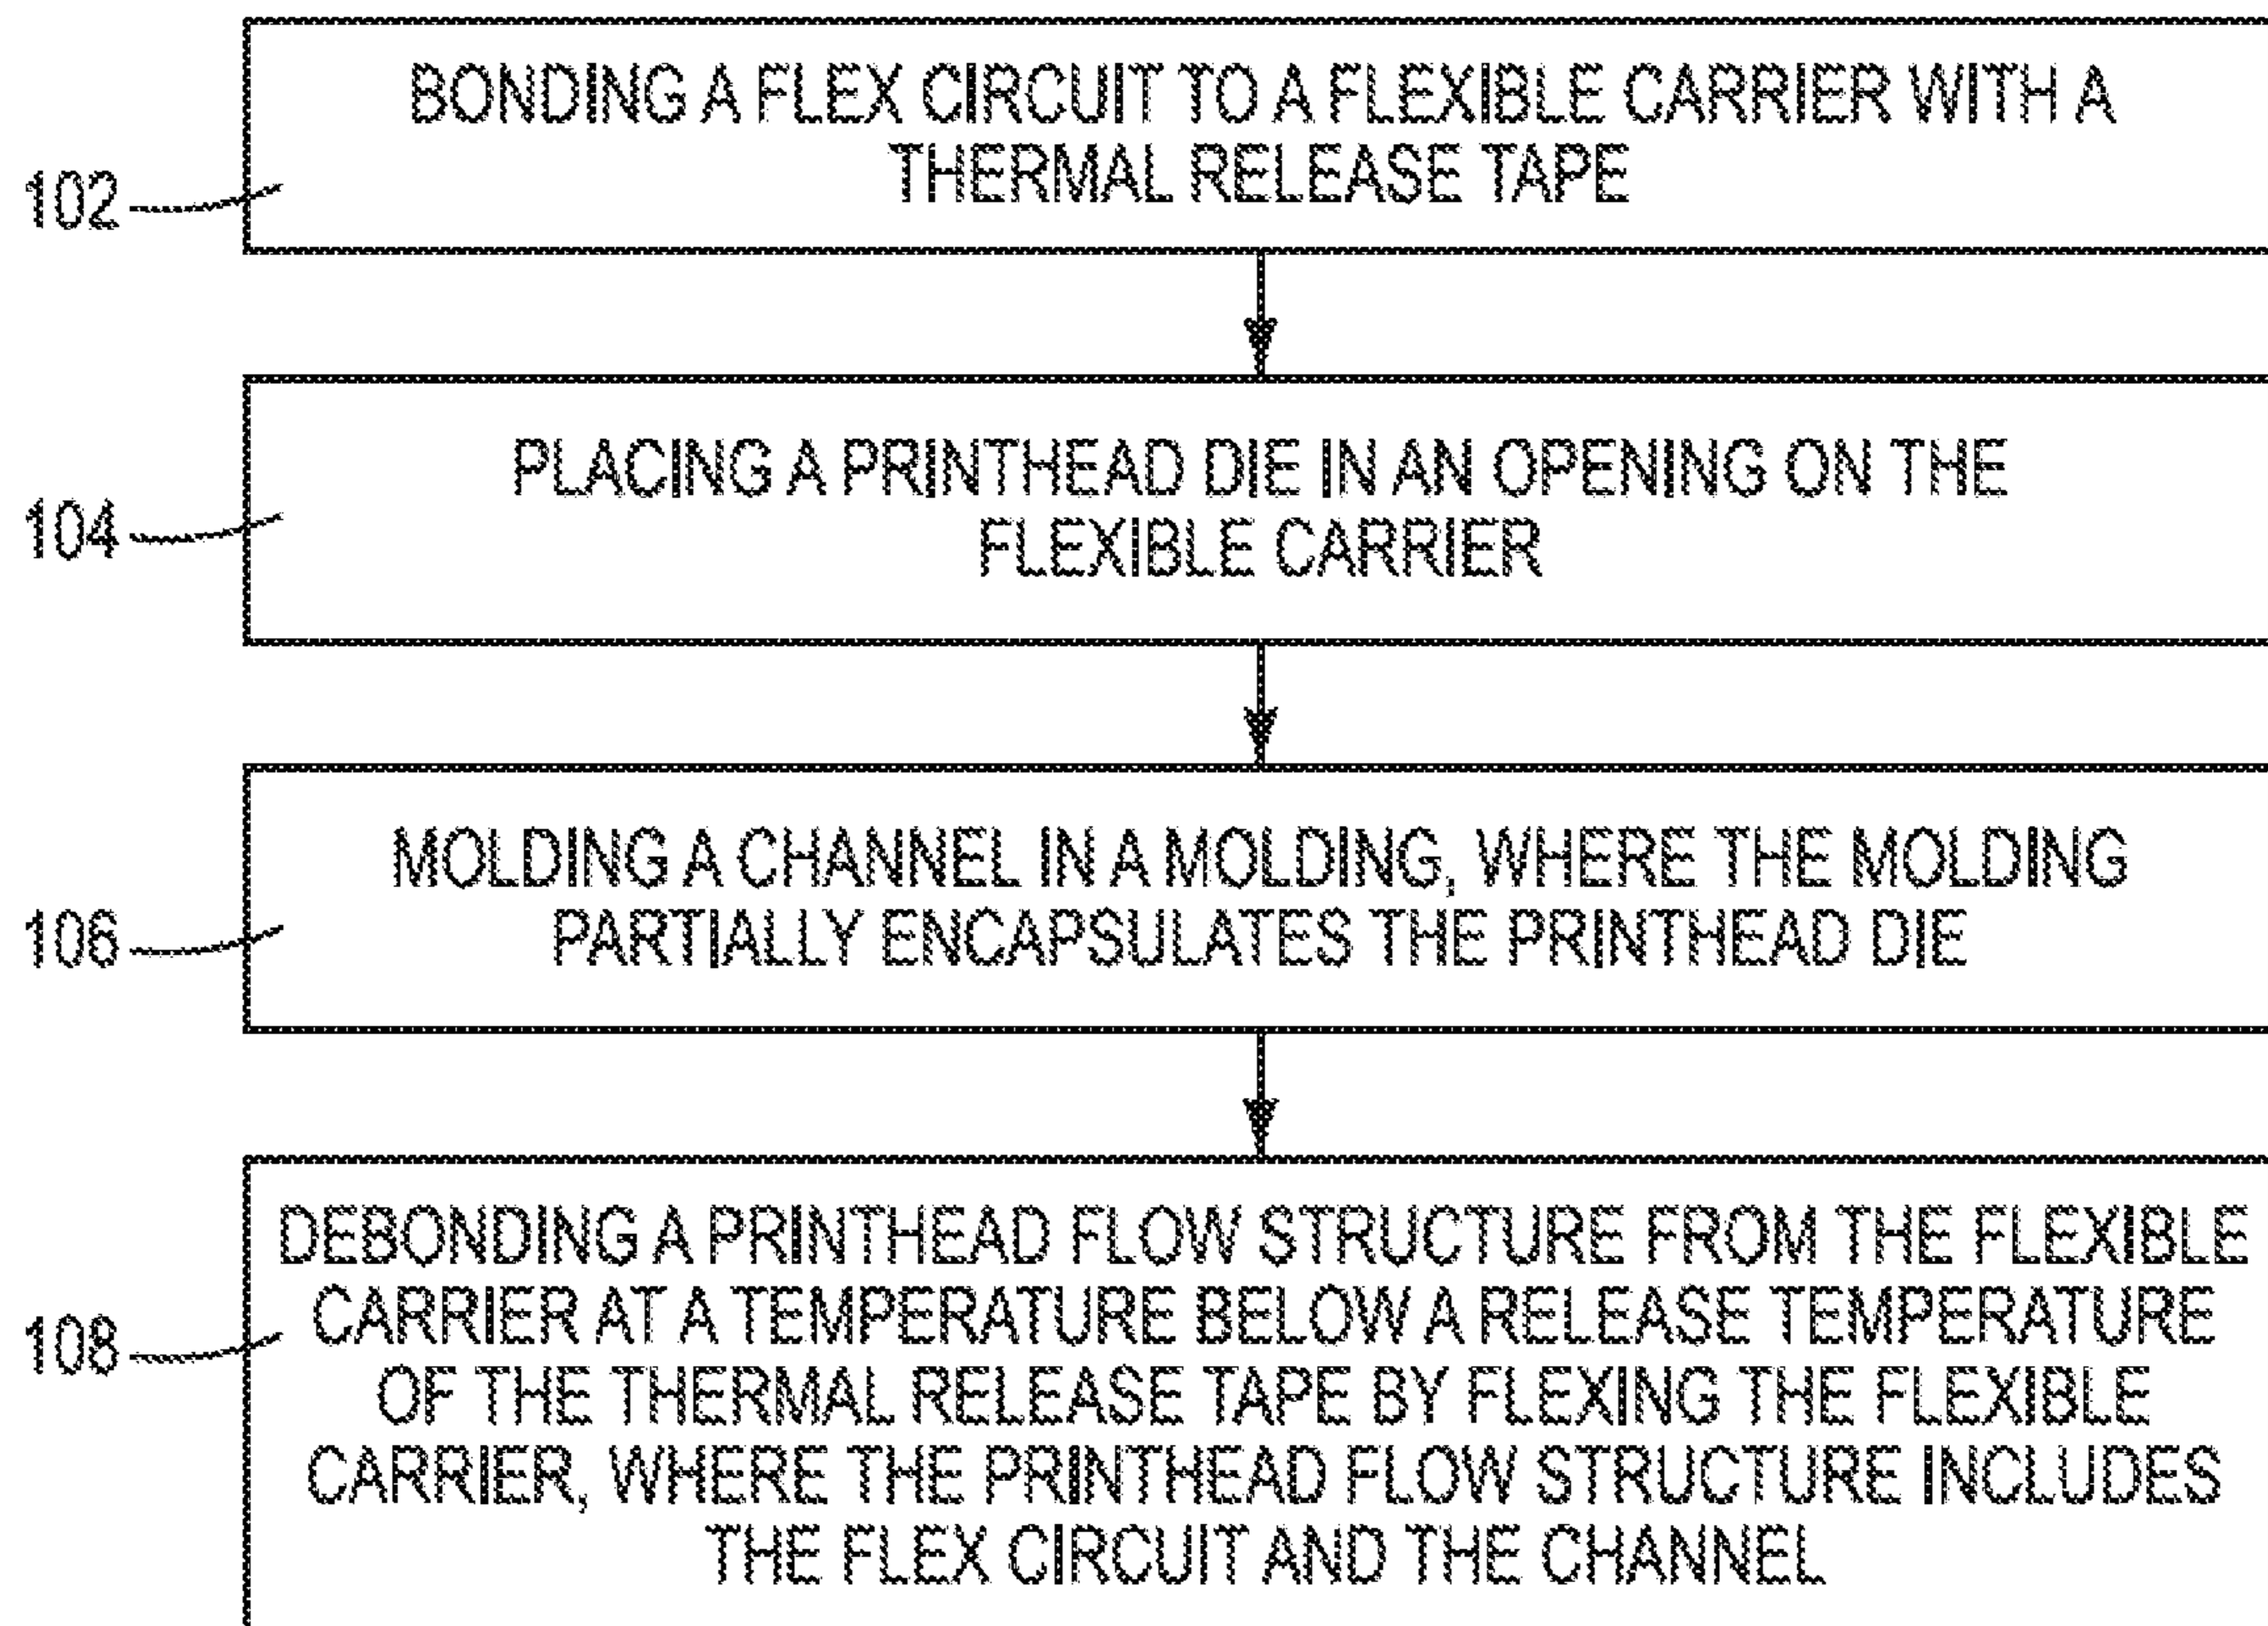 BONDING A FLEX CIRCUIT TO A FLEXIBLE CARRIER WITH A
THERMAL RELEASE TAPE
102
PLACING A PRINTHEAD DIE IN AN OPENING ON THE
FLEXIBLE CARRIER
104
MOLDING A CHANNEL IN A MOLDING, WHERE THE MOLDING
PARTIALLY ENCAPSULATES THE PRINTHEAD DIE
106
DEBONDING A PRINTHEAD FLOW STRUCTURE FROM THE FLEXIBLE
CARRIER AT A TEMPERATURE BELOW A RELEASE TEMPERATURE
108
OF THE THERMAL RELEASE TAPE BY FLEXING THE FLEXIBLE
CARRIER, WHERE THE PRINTHEAD FLOW STRUCTURE INCLUDES
THE FLEX CIRCUIT AND THE CHANNEL